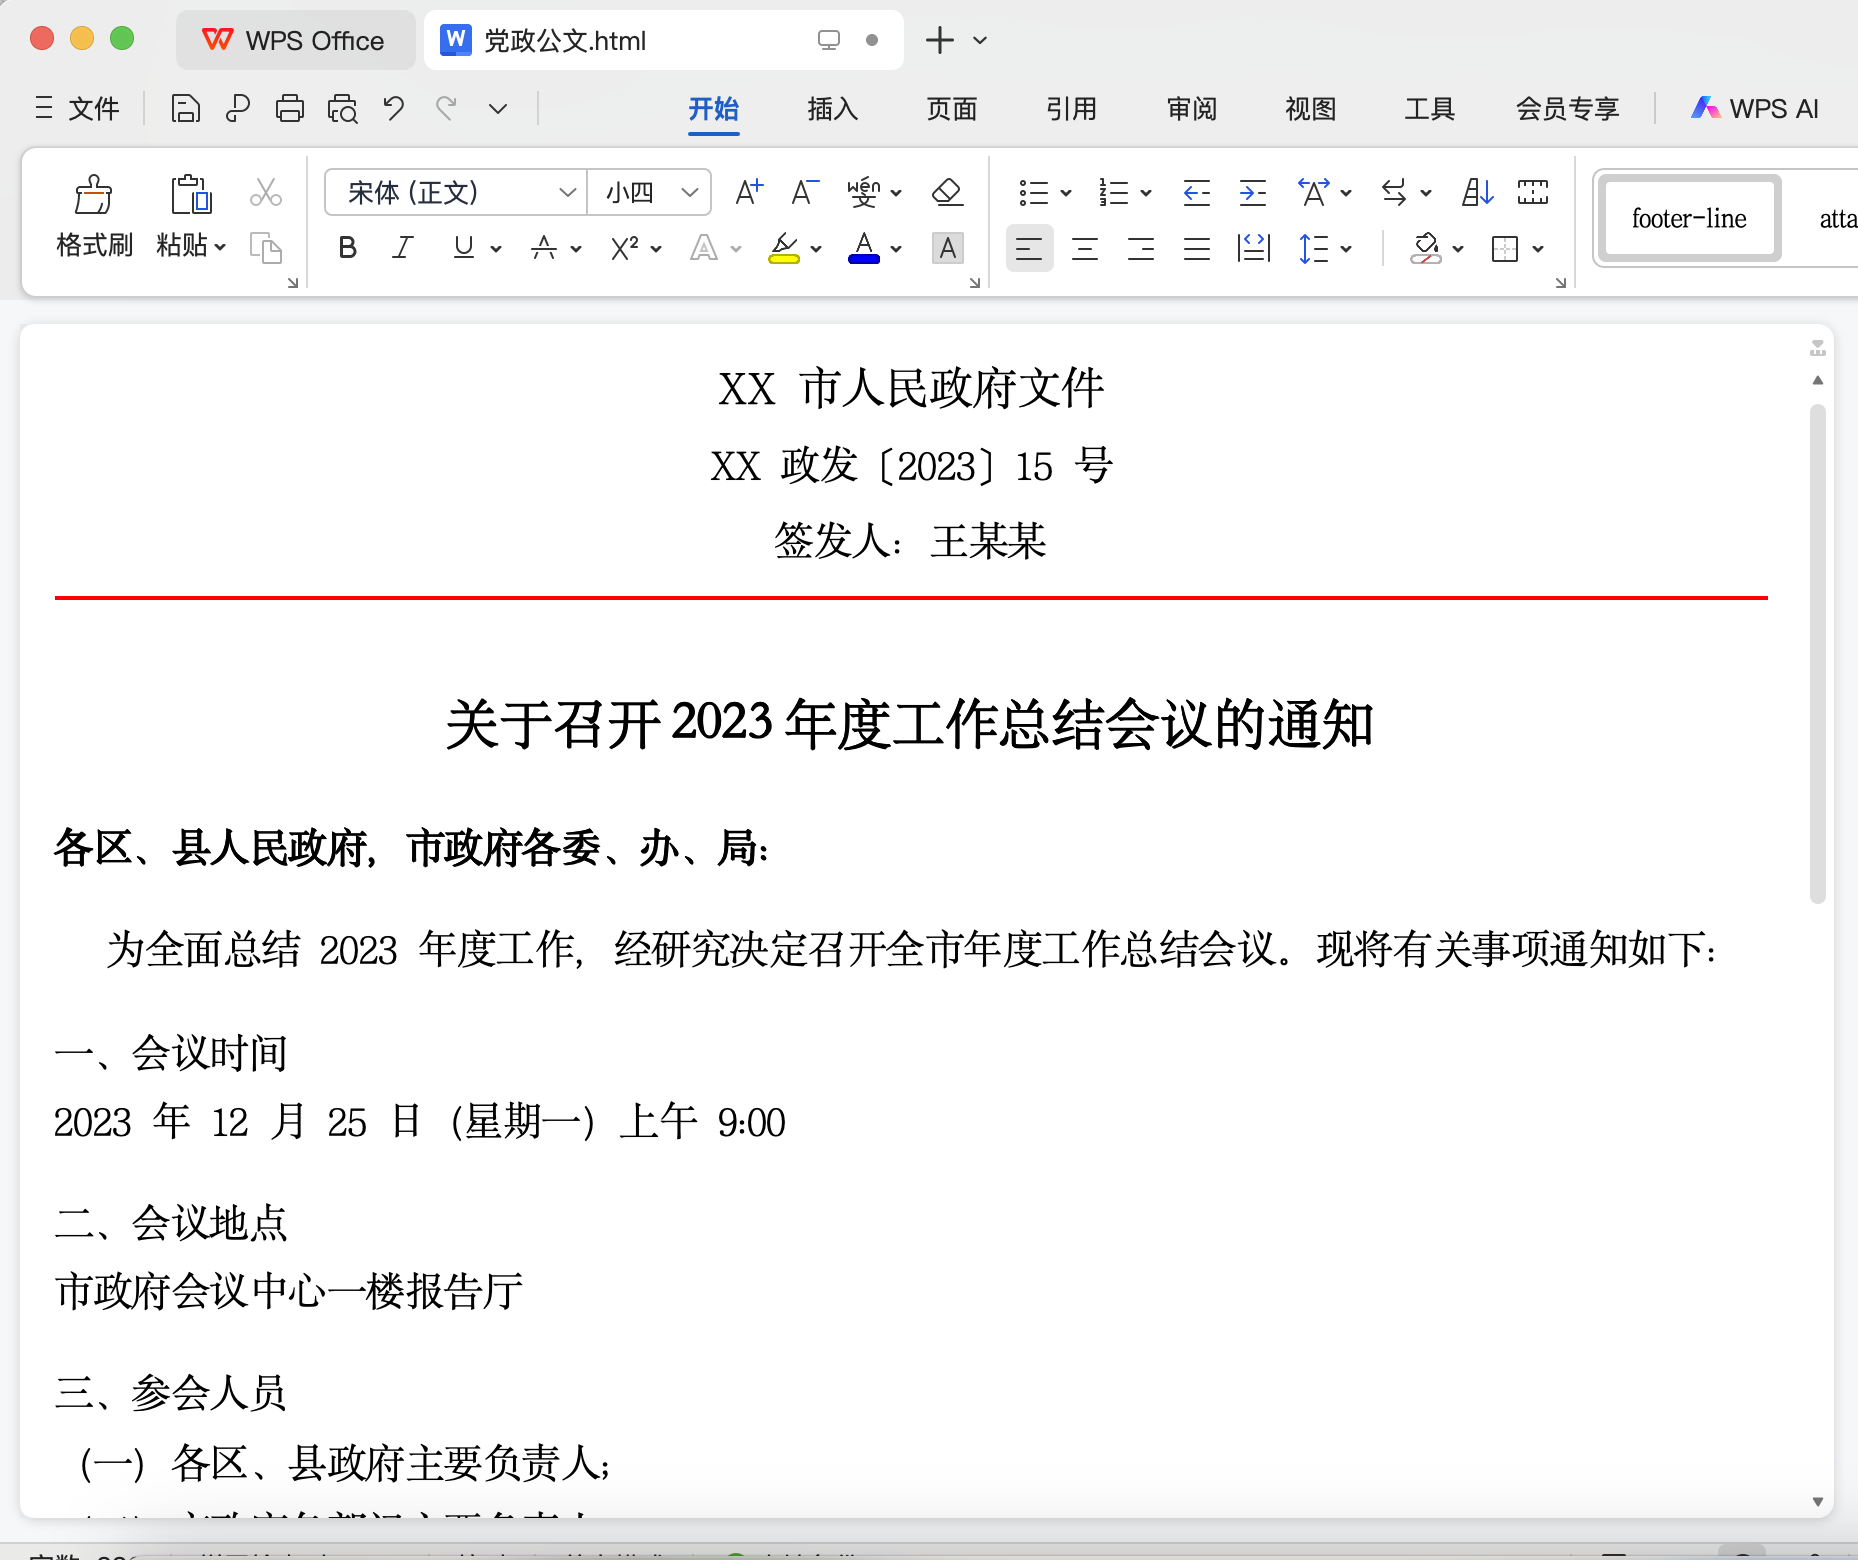 WPS Office
党政公文.html
文件
开始
插入
页面
引用
审阅
视图
工具
会员专享
WPS AI
格式刷
粘贴
宋体 (正文)
小四
footer-line
XX 市人民政府文件
XX 政发〔2023〕15 号
签发人：王某某
关于召开 2023 年度工作总结会议的通知
各区、县人民政府，市政府各委、办、局：
为全面总结 2023 年度工作，经研究决定召开全市年度工作总结会议。现将有关事项通知如下：
一、会议时间
2023 年 12 月 25 日（星期一）上午 9:00
二、会议地点
市政府会议中心一楼报告厅
三、参会人员
（一）各区、县政府主要负责人；